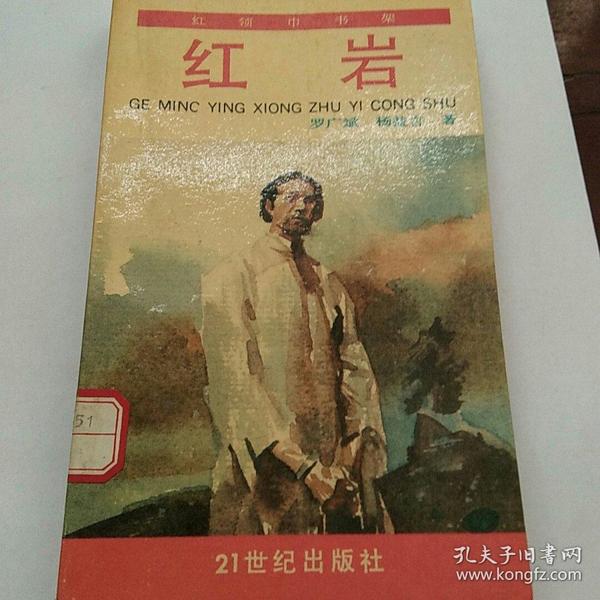 红领巾书架
红岩
GE MING YING XIONG ZHU YI CONG SHU
罗广斌 杨益言 著
51
21世纪出版社
孔夫子旧书网
www.kongfz.com